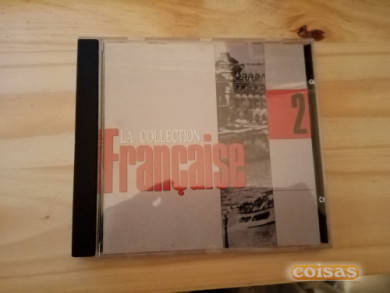 LA COLLECTION
Française
2
coisas